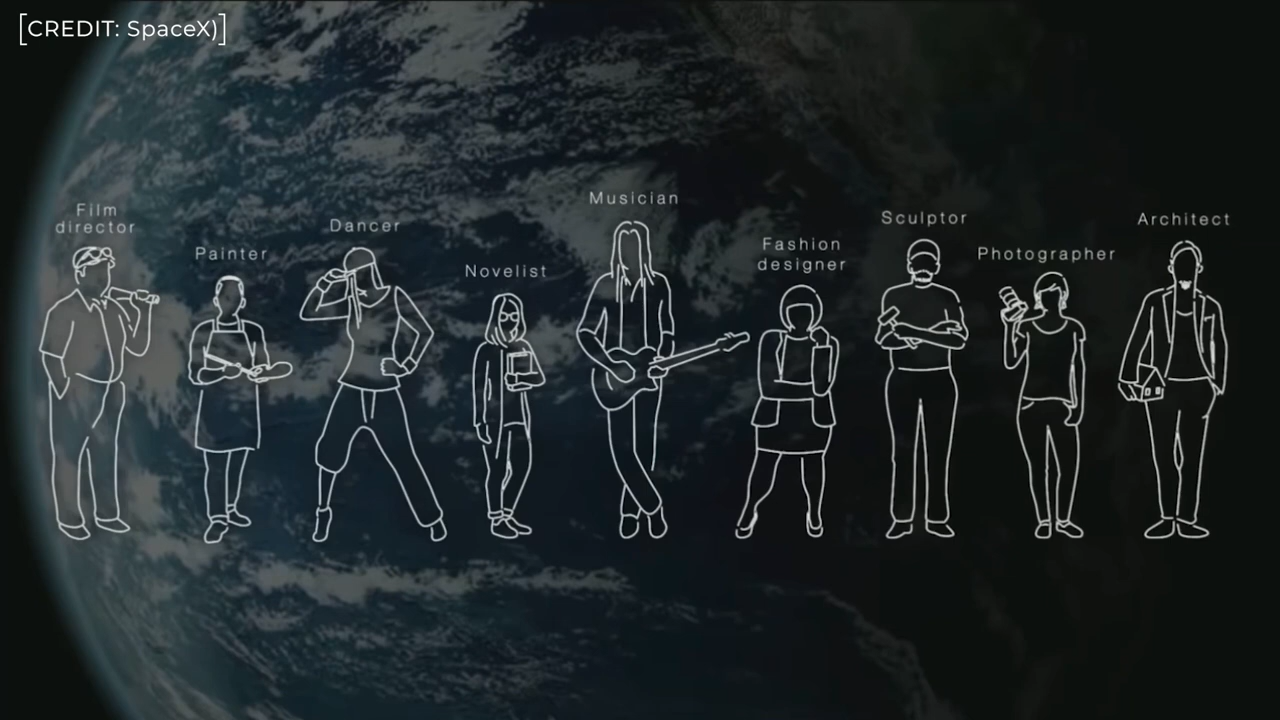 [CREDIT: SpaceX)]
Film
director
Painter
Dancer
Novelist
Musician
Fashion
designer
Sculptor
Photographer
Architect